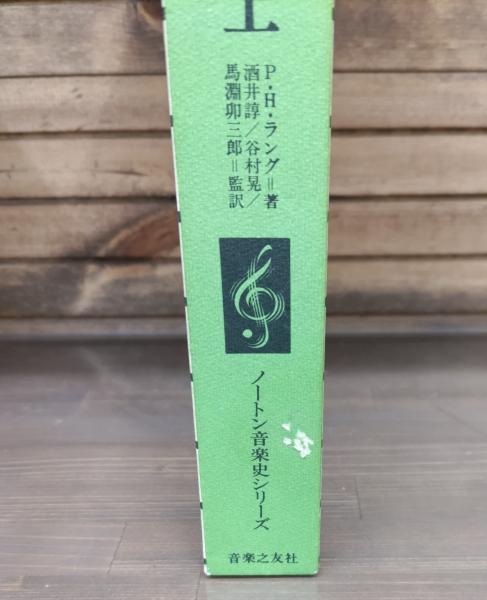 上
P・H・ラング=著
酒井諄/谷村晃/
馬淵卯三郎=監訳
ノートン音楽史シリーズ
音楽之友社